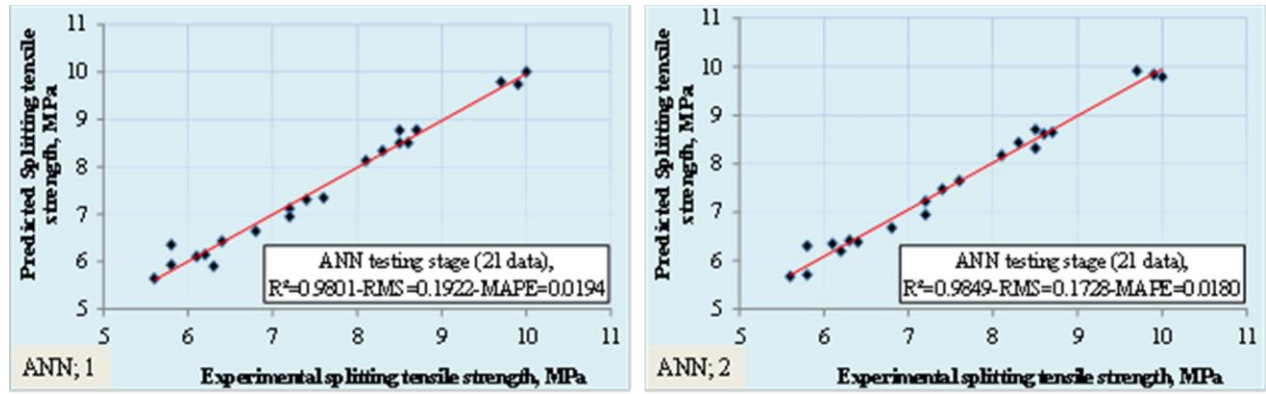 11
10
9
8
7
6
5
5 6 7 8 9 10 11
Predicted Splitting tensile
strength, MPa
ANN testing stage (21 data),
R²=0.9801-RMS=0.1922-MAPE=0.0194
Experimental splitting tensile strength, MPa
ANN; 1
11
10
9
8
7
6
5
5 6 7 8 9 10 11
Predicted Splitting tensile
strength, MPa
ANN testing stage (21 data),
R²=0.9849-RMS=0.1728-MAPE=0.0180
Experimental splitting tensile strength, MPa
ANN; 2